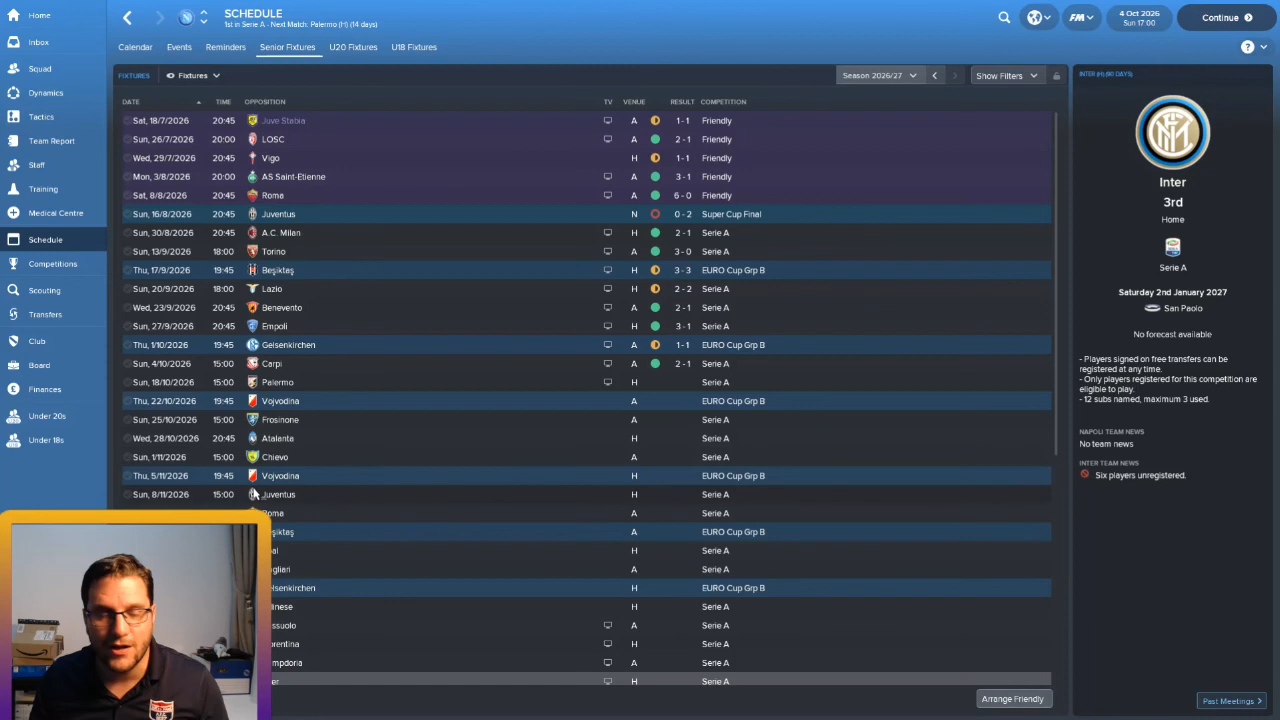 Home
SCHEDULE
1st in Serie A - Next Match: Palermo (H) (14 days)
FM
4 Oct 2026
Sun 17:00
Continue
Inbox
Squad
Dynamics
Tactics
Team Report
Staff
Training
Medical Centre
Schedule
Competitions
Scouting
Transfers
Club
Board
Finances
Under 20s
Under 18s
Calendar Events Reminders Senior Fixtures U20 Fixtures U18 Fixtures
?
FIXTURES Fixtures Season 2026/27 Show Filters
DATE TIME OPPOSITION TV VENUE RESULT COMPETITION
Sat, 18/7/2026 20:45 Juve Stabia A 1-1 Friendly
Sun, 26/7/2026 20:00 LOSC A 2-1 Friendly
Wed, 29/7/2026 20:45 Vigo H 1-1 Friendly
Mon, 3/8/2026 20:00 AS Saint-Etienne A 3-1 Friendly
Sat, 8/8/2026 20:45 Roma A 6-0 Friendly
Sun, 16/8/2026 20:45 Juventus N 0-2 Super Cup Final
Sun, 30/8/2026 20:45 A.C. Milan H 2-1 Serie A
Sun, 13/9/2026 18:00 Torino A 3-0 Serie A
Thu, 17/9/2026 19:45 Beşiktaş H 3-3 EURO Cup Grp B
Sun, 20/9/2026 18:00 Lazio H 2-2 Serie A
Wed, 23/9/2026 20:45 Benevento A 2-1 Serie A
Sun, 27/9/2026 20:45 Empoli H 3-1 Serie A
Thu, 1/10/2026 19:45 Gelsenkirchen A 1-1 EURO Cup Grp B
Sun, 4/10/2026 15:00 Carpi A 2-1 Serie A
Sun, 18/10/2026 15:00 Palermo H Serie A
Thu, 22/10/2026 19:45 Vojvodina A EURO Cup Grp B
Sun, 25/10/2026 15:00 Frosinone A Serie A
Wed, 28/10/2026 20:45 Atalanta H Serie A
Sun, 1/11/2026 15:00 Chievo A Serie A
Thu, 5/11/2026 19:45 Vojvodina H EURO Cup Grp B
Sun, 8/11/2026 15:00 Juventus H Serie A
Roma A Serie A
şiktaş A EURO Cup Grp B
H Serie A
gliari A Serie A
elsenkirchen H EURO Cup Grp B
dinese H Serie A
ssuolo A Serie A
orentina H Serie A
mpdoria A Serie A
er H Serie A
Arrange Friendly
INTER (H) (90 DAYS)
Inter
3rd
Home
Serie A
Saturday 2nd January 2027
San Paolo
No forecast available
- Players signed on free transfers can be
registered at any time.
- Only players registered for this competition are
eligible to play.
- 12 subs named, maximum 3 used.
NAPOLI TEAM NEWS
No team news
INTER TEAM NEWS
Six players unregistered.
Past Meetings